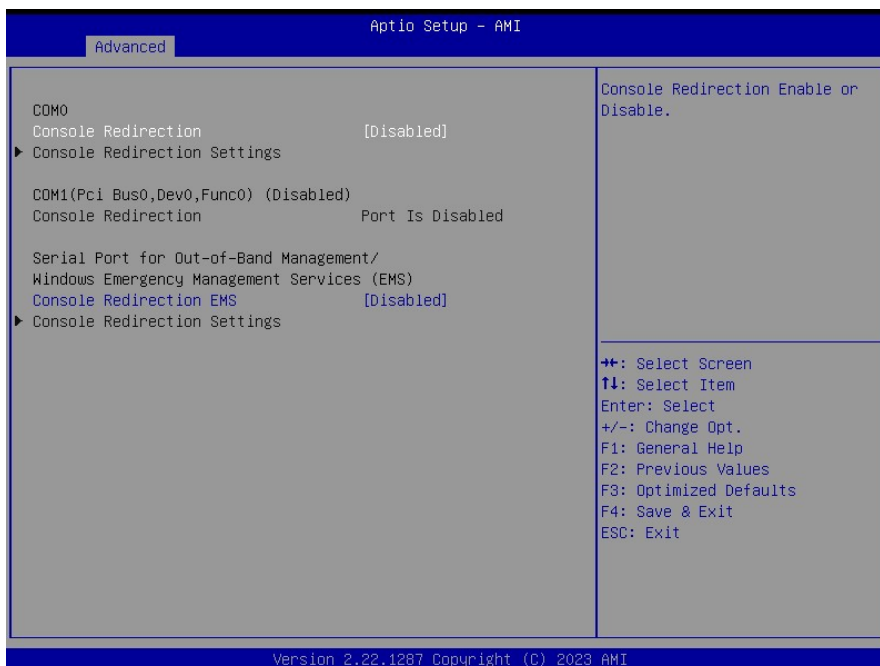 Aptio Setup – AMI
Advanced
COM0
Console Redirection [Disabled]
▶ Console Redirection Settings
COM1(Pci Bus0,Dev0,Func0) (Disabled)
Console Redirection Port Is Disabled
Serial Port for Out-of-Band Management/
Windows Emergency Management Services (EMS)
Console Redirection EMS [Disabled]
▶ Console Redirection Settings
Console Redirection Enable or
Disable.
→←: Select Screen
↑↓: Select Item
Enter: Select
+/-: Change Opt.
F1: General Help
F2: Previous Values
F3: Optimized Defaults
F4: Save & Exit
ESC: Exit
Version 2.22.1287 Copyright (C) 2023 AMI